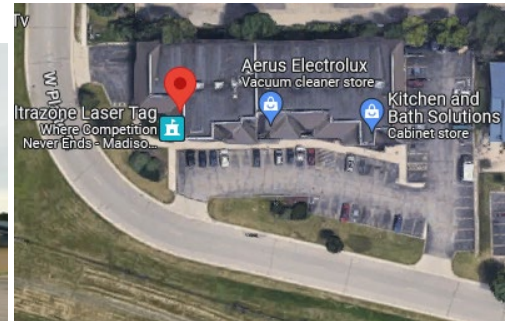 Tv
W Pl
ltrazone Laser Tag
Where Competition
Never Ends - Madiso...
Aerus Electrolux
Vacuum cleaner store
Kitchen and
Bath Solutions
Cabinet store